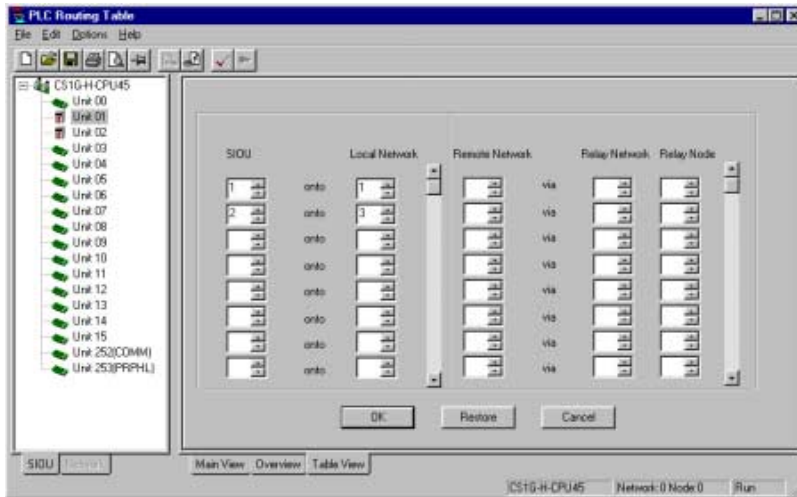 PLC Routing Table
File Edit Options Help
CS1G-H-CPU45
Unit 00
Unit 01
Unit 02
Unit 03
Unit 04
Unit 05
Unit 06
Unit 07
Unit 08
Unit 09
Unit 10
Unit 11
Unit 12
Unit 13
Unit 14
Unit 15
Unit 252(COMM)
Unit 253(PRPHL)
SIOU Network
SIOU Local Network Remote Network Relay Network Relay Node
1 onto 1 via
2 onto 3 via
onto via
onto via
onto via
onto via
onto via
onto via
OK Restore Cancel
Main View Overview Table View
CS1G-H-CPU45 Network:0 Node:0 Run